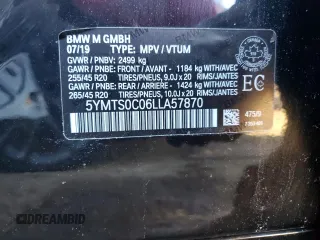 BMW M GMBH
07/19 TYPE: MPV / VTUM
GVWR / PNBV: 2499 kg
GAWR / PNBE: FRONT / AVANT - 1184 kg WITH/AVEC
255/45 R20 TIRES/PNEUS, 9.0J x 20 RIMS/JANTES
GAWR / PNBE: REAR / ARRIERE - 1424 kg WITH/AVEC
265/45 R20 TIRES/PNEUS, 10.0J x 20 RIMS/JANTES
5YMTS0C06LLA57870
EC
475/9
DREAMBID